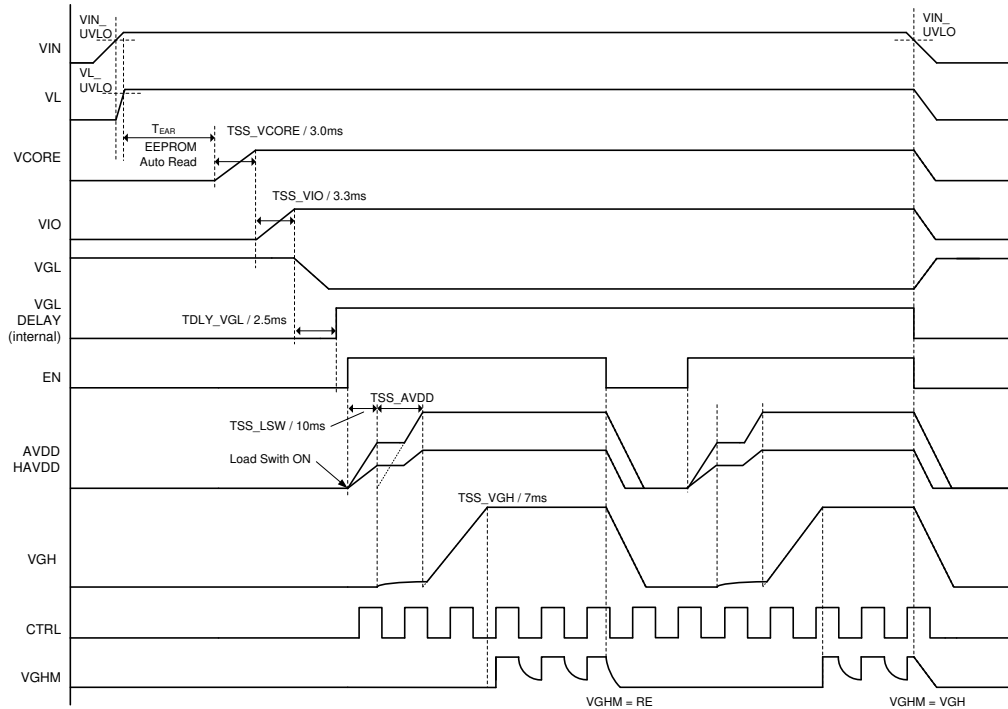 VIN_
UVLO
VIN_
UVLO
VIN
VL_
UVLO
VL
TEAR
EEPROM
Auto Read
TSS_VCORE / 3.0ms
VCORE
TSS_VIO / 3.3ms
VIO
VGL
VGL
DELAY
(internal)
TDLY_VGL / 2.5ms
EN
TSS_AVDD
TSS_LSW / 10ms
AVDD
HAVDD
Load Swith ON
TSS_VGH / 7ms
VGH
CTRL
VGHM
VGHM = RE
VGHM = VGH